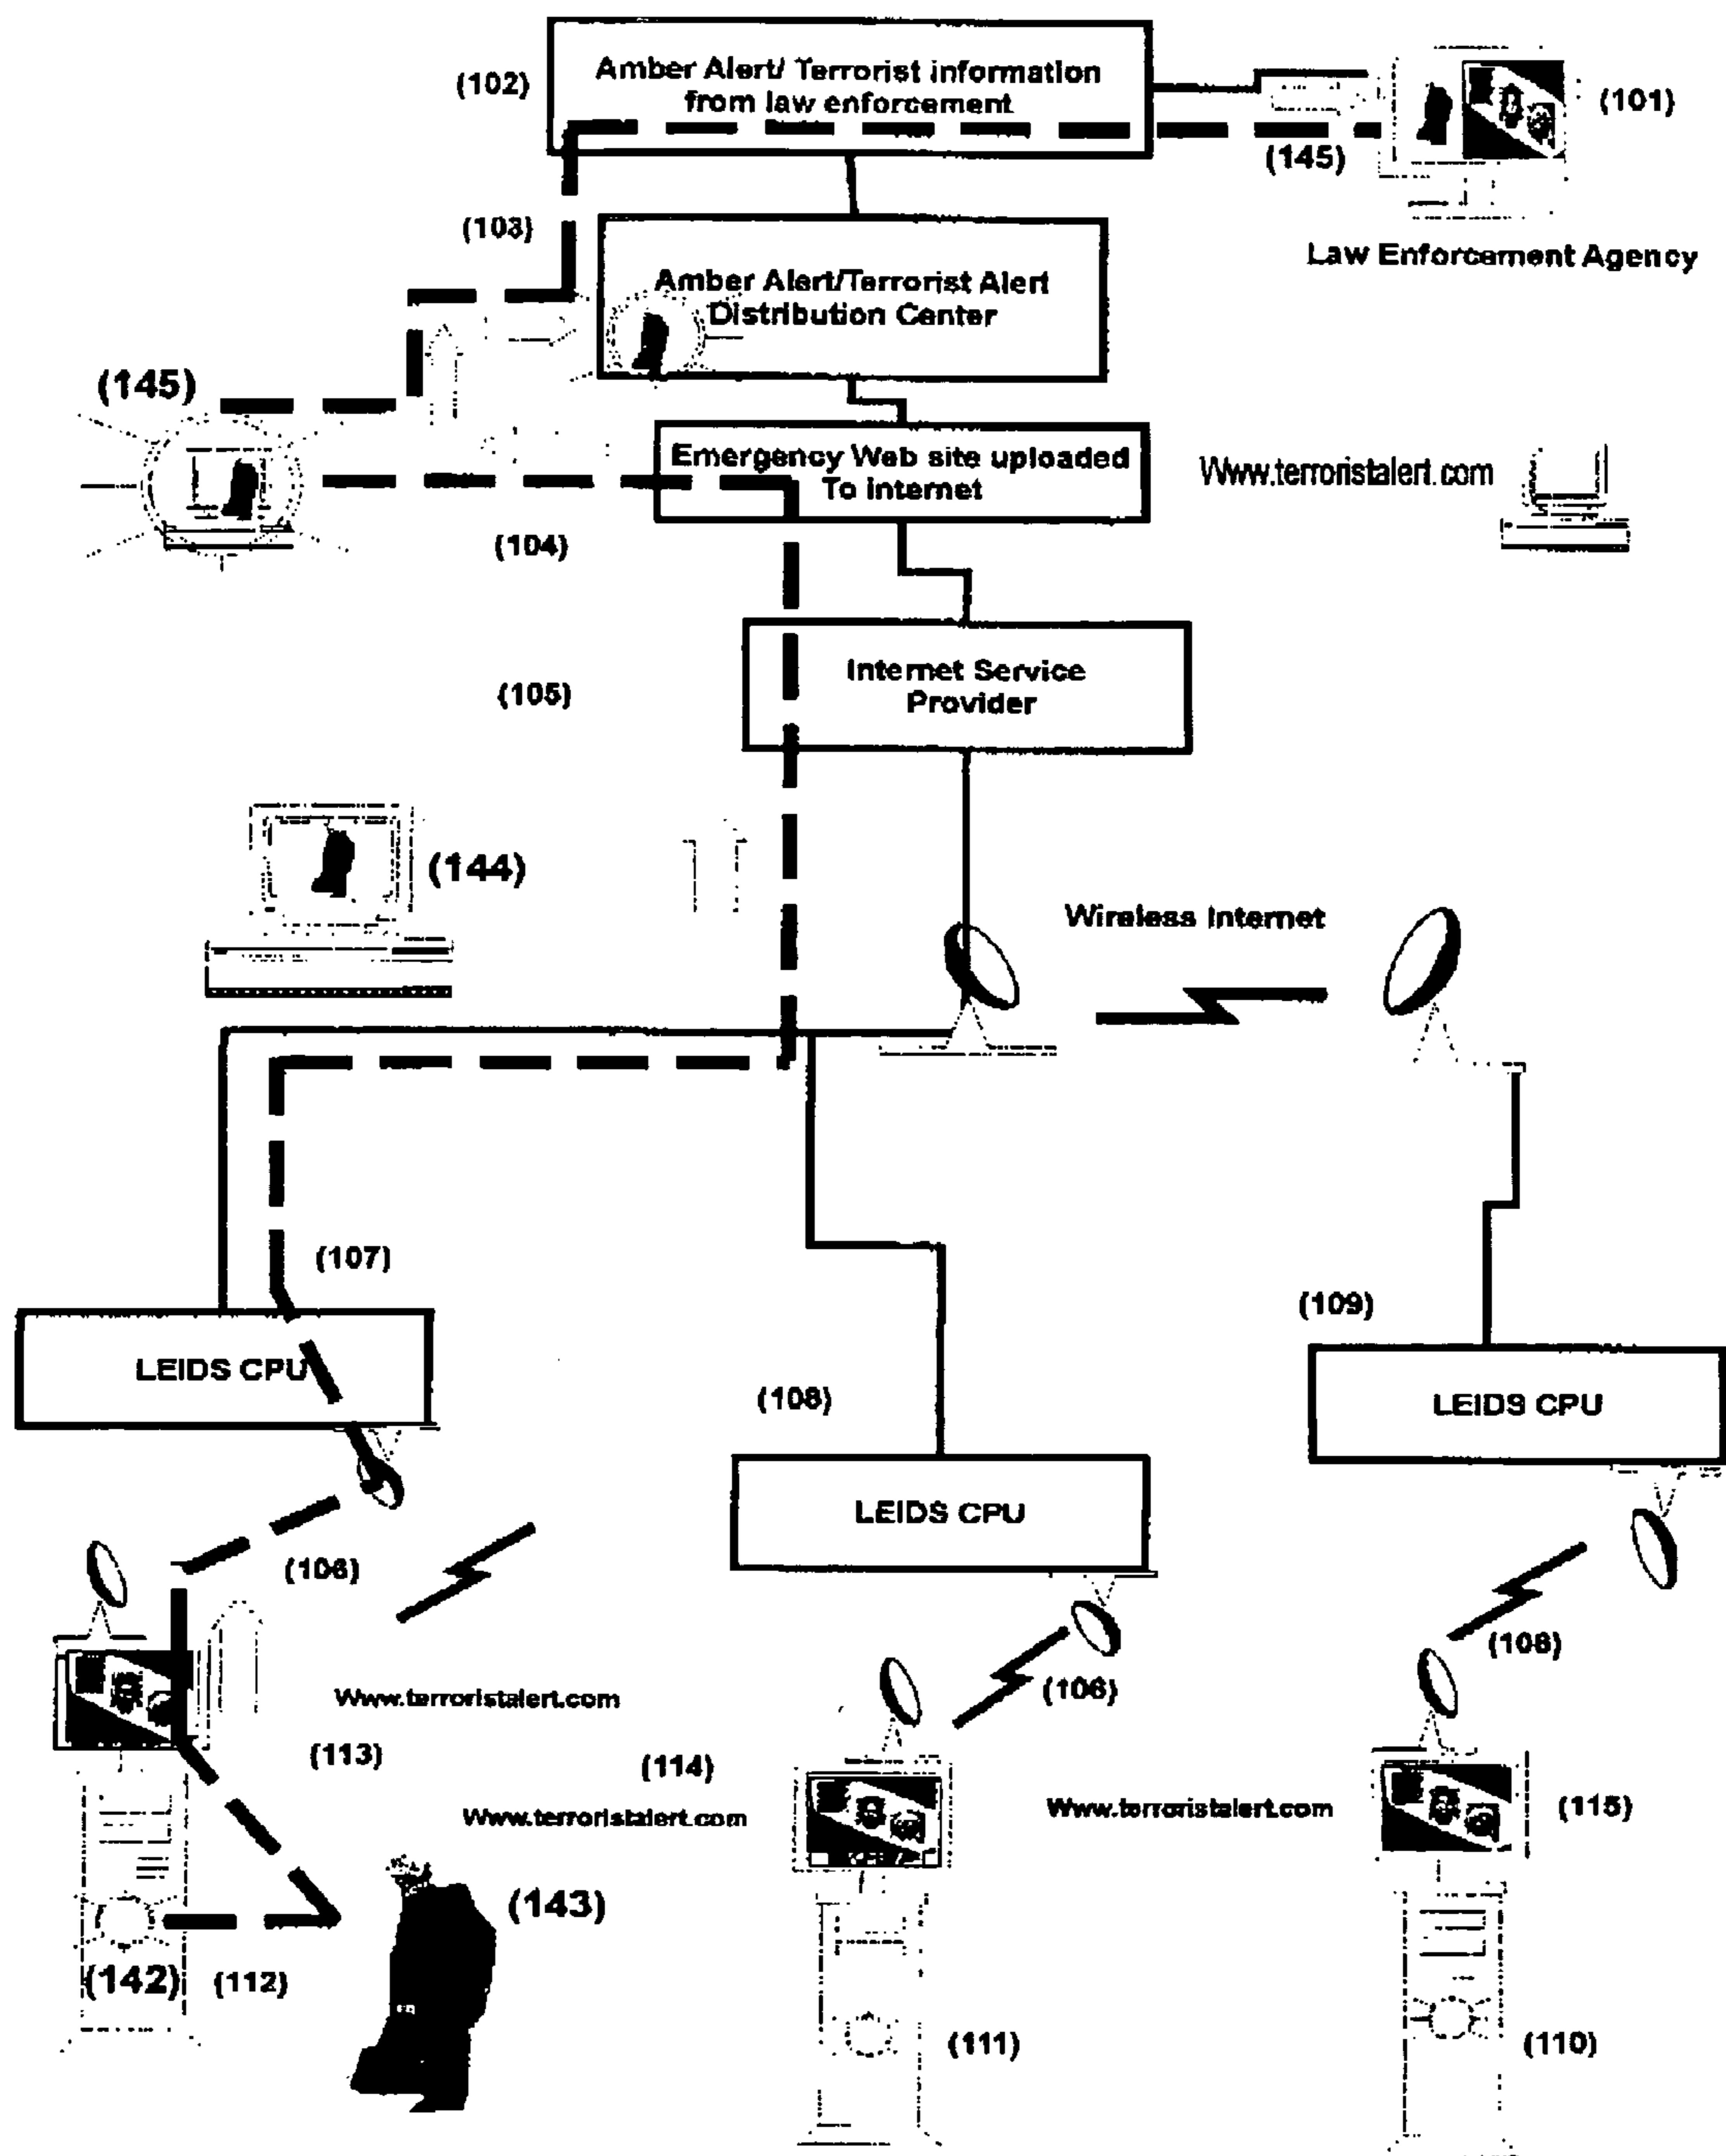 (102)
Amber Alert/ Terrorist information
from law enforcement
(101)
(145)
Law Enforcement Agency
(103)
Amber Alert/Terrorist Alert
Distribution Center
(145)
Emergency Web site uploaded
To internet
Www.terroristalert.com
(104)
Internet Service
Provider
(105)
(144)
Wireless Internet
(107)
(109)
LEIDS CPU
(108)
LEIDS CPU
LEIDS CPU
(106)
(106)
(106)
Www.terroristalert.com
(113)
(114)
Www.terroristalert.com
Www.terroristalert.com
(115)
(143)
(142)
(112)
(111)
(110)